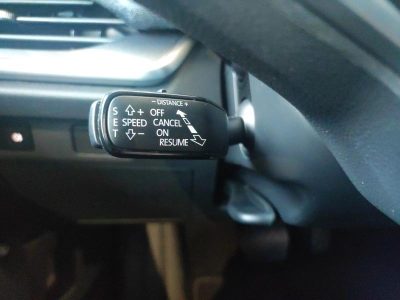 - DISTANCE +
S + OFF
E SPEED CANCEL
T - ON
RESUME